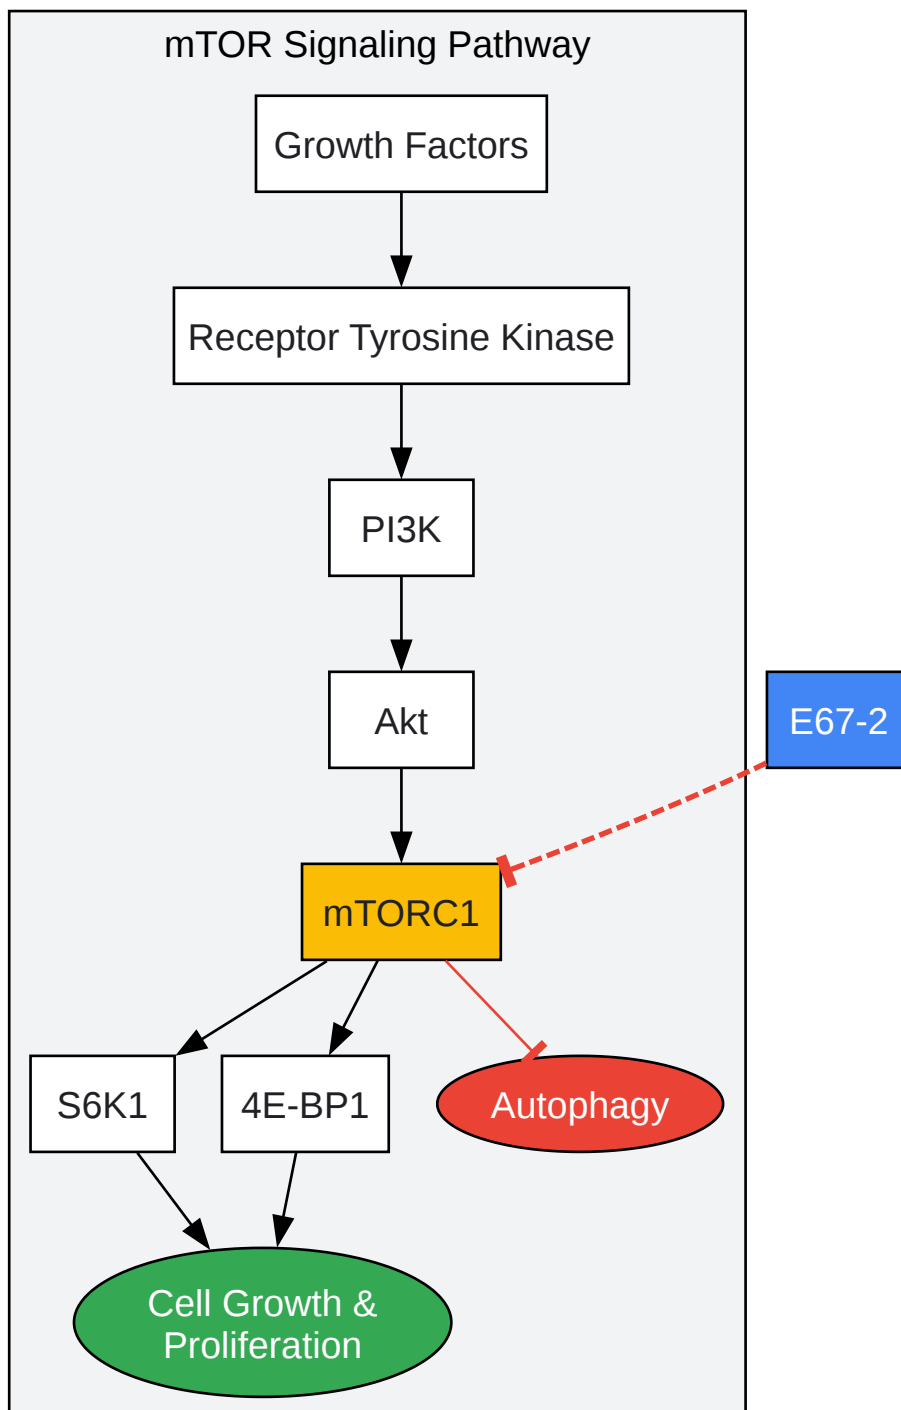 mTOR Signaling Pathway
Growth Factors
Receptor Tyrosine Kinase
PI3K
Akt
E67-2
mTORC1
S6K1
4E-BP1
Autophagy
Cell Growth &
Proliferation